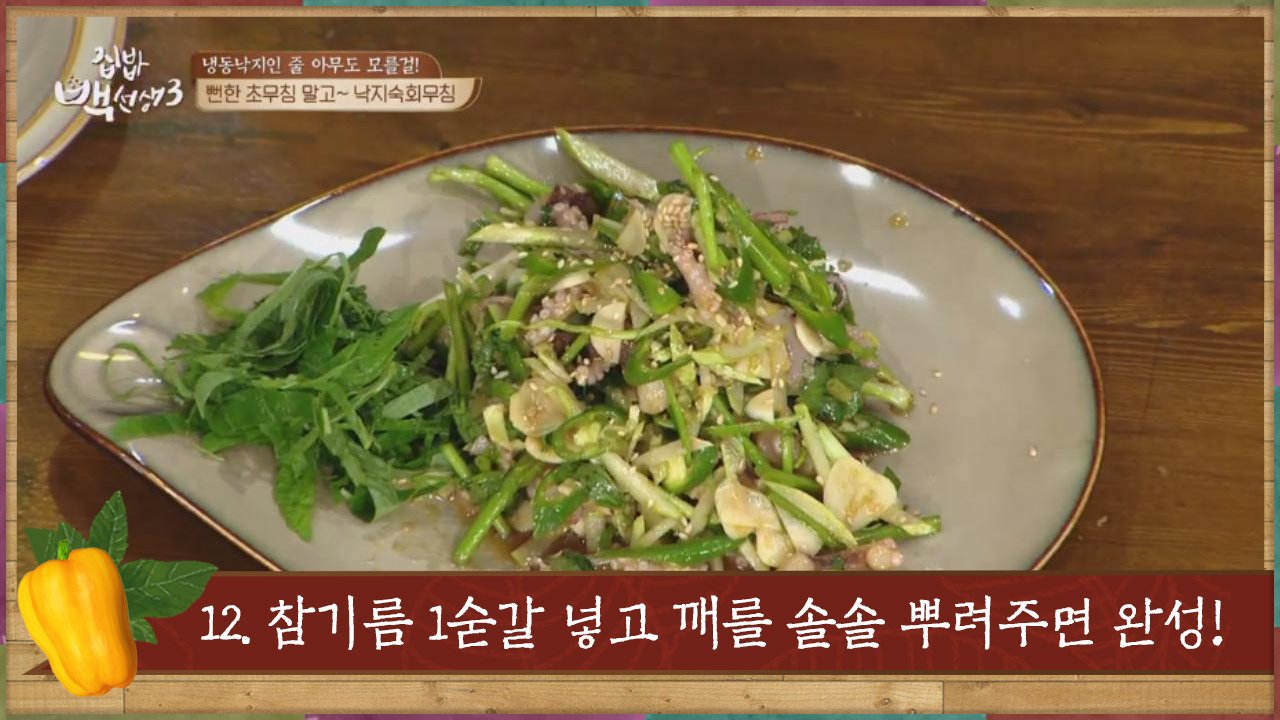 집밥
백선생3
냉동낙지인 줄 아무도 모를걸!
뻔한 초무침 말고~ 낙지숙회무침
12. 참기름 1숟갈 넣고 깨를 솔솔 뿌려주면 완성!